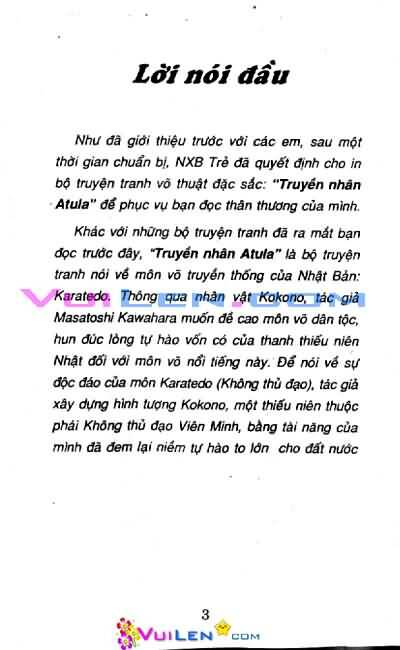 Lời nói đầu
Như đã giới thiệu trước với các em, sau một
thời gian chuẩn bị, NXB Trẻ đã quyết định cho in
bộ truyện tranh võ thuật đặc sắc: "Truyền nhân
Atula" để phục vụ bạn đọc thân thương của mình.
Khác với những bộ truyện tranh đã ra mắt bạn
đọc trước đây, "Truyền nhân Atula" là bộ truyện
tranh nói về môn võ truyền thống của Nhật Bản:
Karatedo. Thông qua nhân vật Kokono, tác giả
VUILEN.COM
Masatoshi Kawahara muốn đề cao môn võ dân tộc,
hun đúc lòng tự hào vốn có của thanh thiếu niên
Nhật đối với môn võ nổi tiếng này. Để nói về sự
độc đáo của môn Karatedo (Không thủ đạo), tác giả
xây dựng hình tượng Kokono, một thiếu niên thuộc
phái Không thủ đạo Viên Minh, bằng tài năng của
mình đã đem lại niềm tự hào to lớn cho đất nước
3
VUILEN.COM